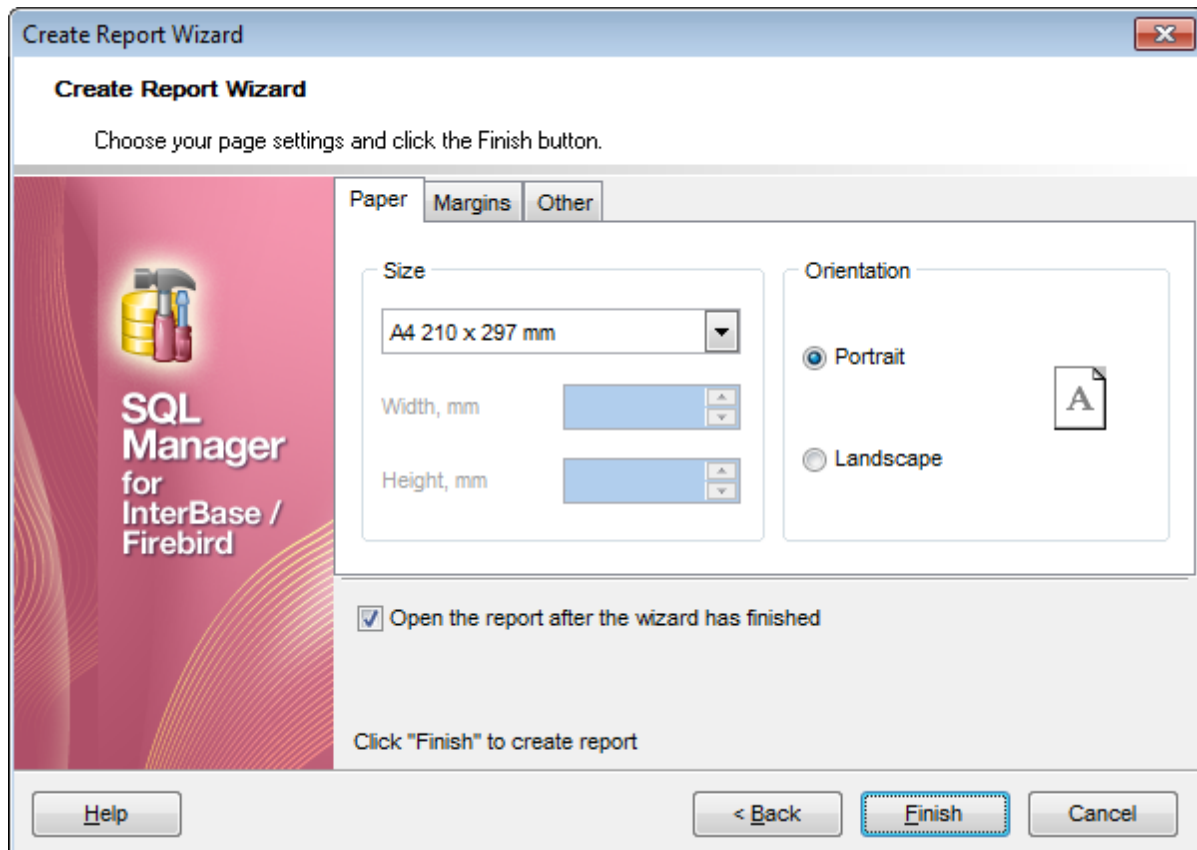 Create Report Wizard
Create Report Wizard
Choose your page settings and click the Finish button.
SQL
Manager
for
InterBase /
Firebird
Paper
Margins
Other
Size
A4 210 x 297 mm
Width, mm
Height, mm
Orientation
Portrait
A
Landscape
Open the report after the wizard has finished
Click "Finish" to create report
Help
< Back
Finish
Cancel